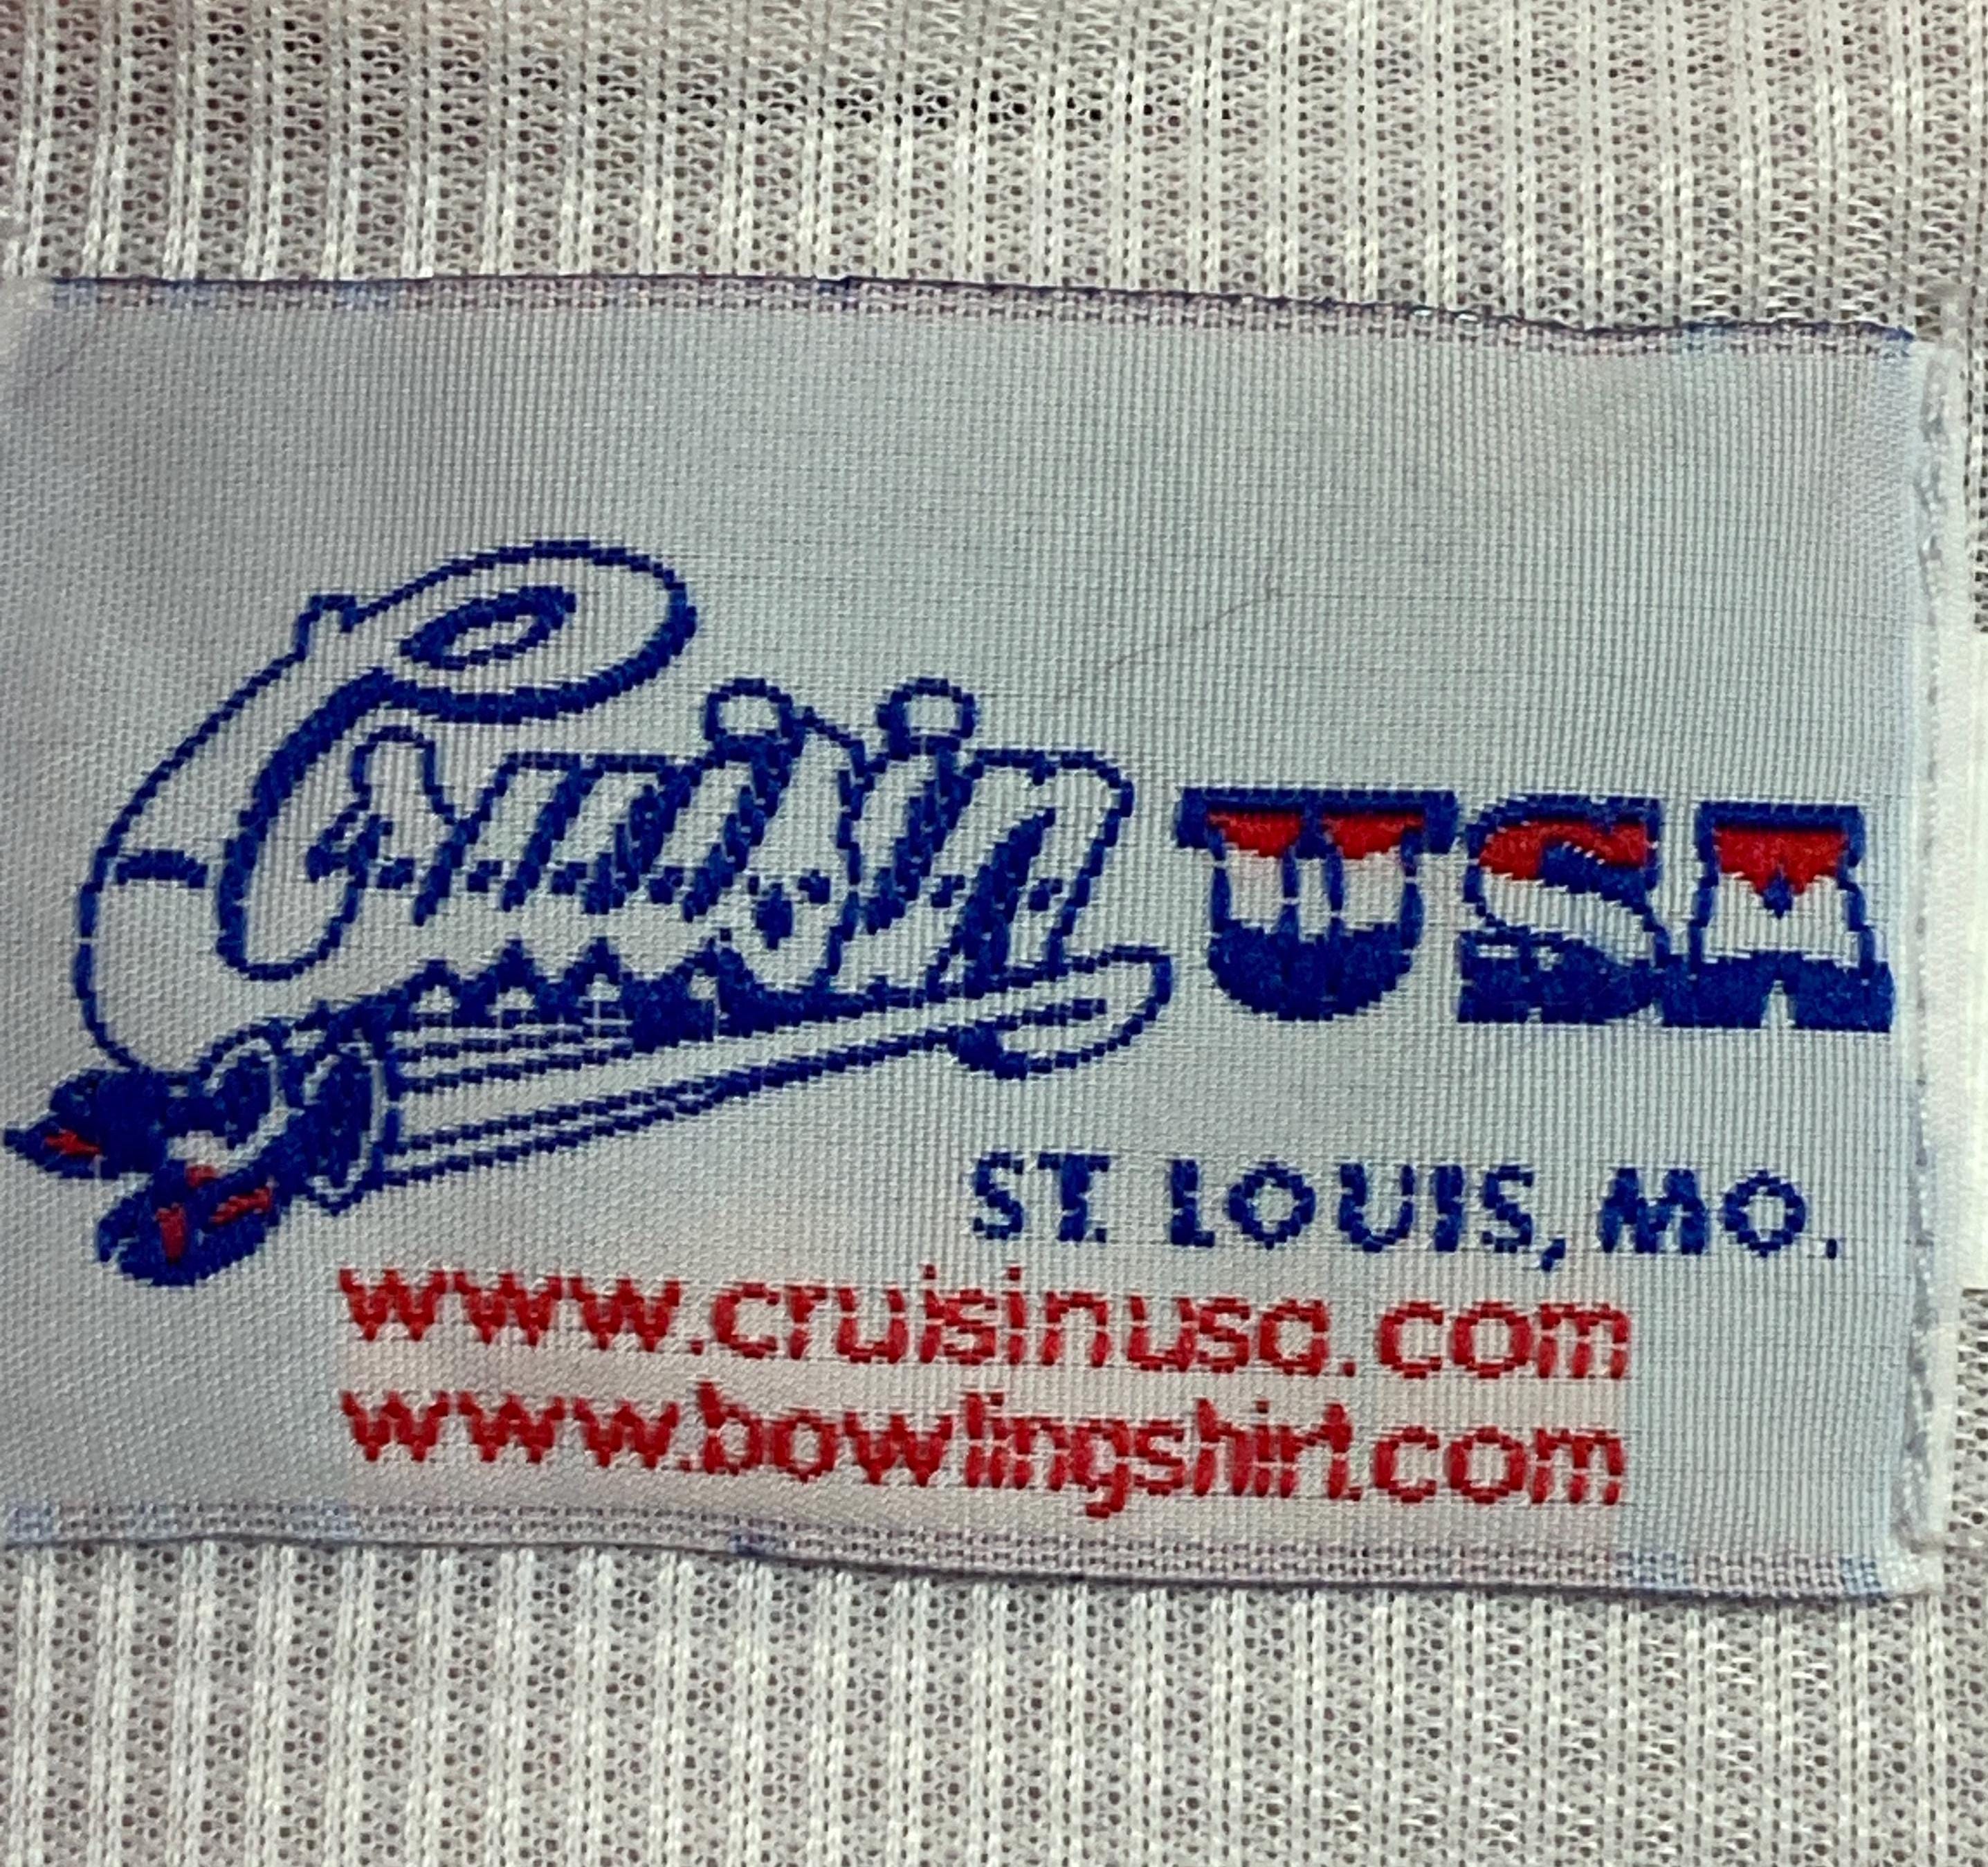 Cruisin USA
ST. LOUIS, MO.
www.cruisinusa.com
www.bowlingshirt.com